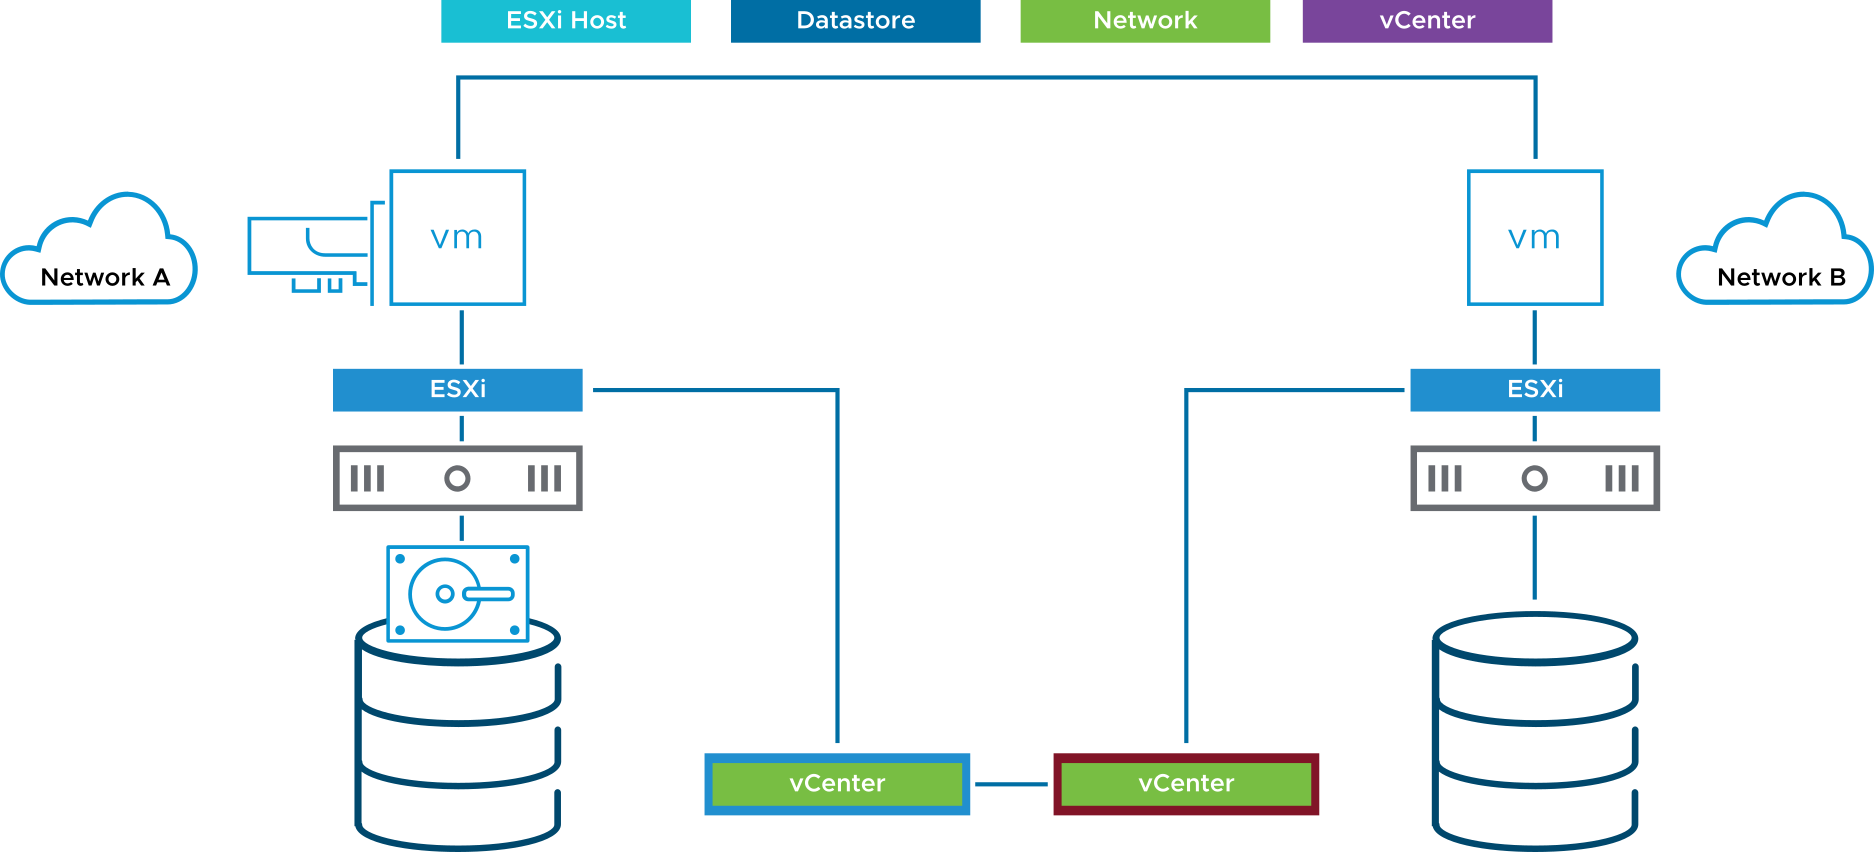 ESXi Host
Datastore
Network
vCenter
Network A
vm
vm
Network B
ESXi
ESXi
vCenter
vCenter